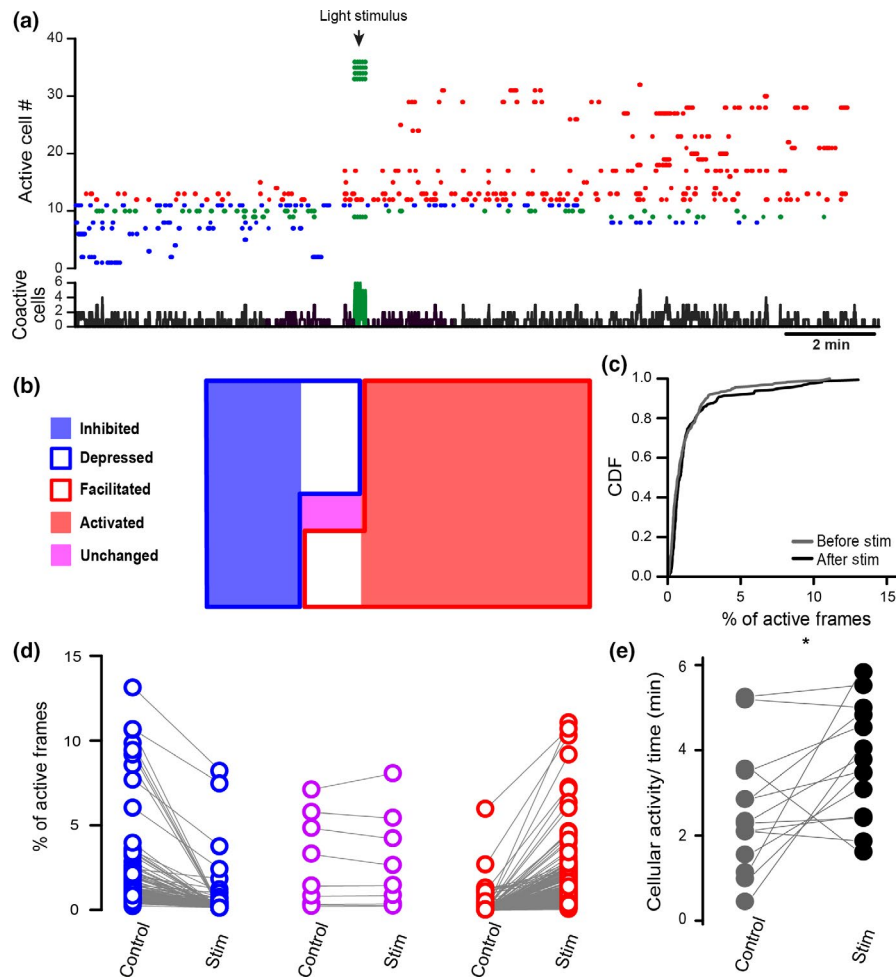 (a)
Light stimulus
40
30
20
10
0
Active cell #
6
4
2
0
Coactive cells
2 min
(b)
Inhibited
Depressed
Facilitated
Activated
Unchanged
(c)
1.0
0.8
0.6
0.4
0.2
0.0
CDF
Before stim
After stim
0 5 10 15
% of active frames
(d)
15
10
5
0
% of active frames
Control Stim Control Stim Control Stim
(e)
*
6
4
2
0
Cellular activity/ time (min)
Control Stim